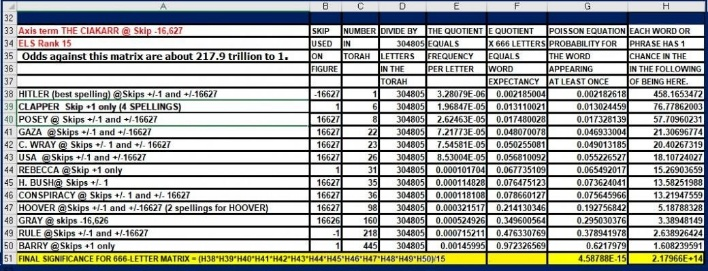 32
33 Axis term THE CIAKARR @ Skip -16,627 SKIP NUMBER DIVIDE BY THE QUOTIENT E QUOTIENT POISSON EQUATION EACH WORD OR
34 ELS Rank 15 USED IN 304805 EQUALS X 666 LETTERS PROBABILITY FOR PHRASE HAS 1
35 Odds against this matrix are about 217.9 trillion to 1. ON TORAH LETTERS FREQUENCY EQUALS THE WORD CHANCE IN THE
36 FIGURE IN THE PER LETTER WORD APPEARING IN THE FOLLOWING
37 TORAH EXPECTANCY AT LEAST ONCE OF BEING HERE.
38 HITLER (best spelling) @Skips +/-1 and +/-16627 -16627 1 304805 3.28079E-06 0.002185004 0.002182618 458.1653472
39 CLAPPER Skip +1 only (4 SPELLINGS) 1 6 304805 1.96847E-05 0.013110021 0.013024459 76.77862003
40 POSEY @ Skips +/-1 and +/-16627 16627 8 304805 2.62463E-05 0.017480028 0.017328139 57.70960231
41 GAZA @Skips +/-1 and +/-16627 16627 22 304805 7.21773E-05 0.048070078 0.046933004 21.30696774
42 C. WRAY @ Skips +/- 1 and +/- 16627 16627 23 304805 7.54581E-05 0.050255081 0.049013185 20.40267319
43 USA @Skips +/-1 and +/-16627 16627 26 304805 8.53004E-05 0.056810092 0.055226527 18.10724027
44 REBECCA @Skip +1 only 1 31 304805 0.000101704 0.067735109 0.065492017 15.26903659
45 H. BUSH@ Skips +/- 1 16627 35 304805 0.000114828 0.076475123 0.073624041 13.58251988
46 CONSPIRACY @ Skips +/- 1 and +/- 16627 16627 36 304805 0.000118108 0.078660127 0.075645966 13.21947559
47 HOOVER @Skips +/-1 and +/-16627 (2 spellings for HOOVER) 16627 98 304805 0.000321517 0.214130346 0.192756842 5.18788328
48 GRAY @ skips -16,626 16626 160 304805 0.000524926 0.349600564 0.295030376 3.38948149
49 RULE @Skips +/-1 and +/-16627 -1 218 304805 0.000715211 0.476330769 0.378941978 2.638926424
50 BARRY @Skips +1 only 1 445 304805 0.00145995 0.972326569 0.6217979 1.608239591
51 FINAL SIGNIFICANCE FOR 666-LETTER MATRIX = (H38*H39*H40*H41*H42*H43*H44*H45*H46*H47*H48*H49*H50)/15 4.58788E-15 2.17966E+14